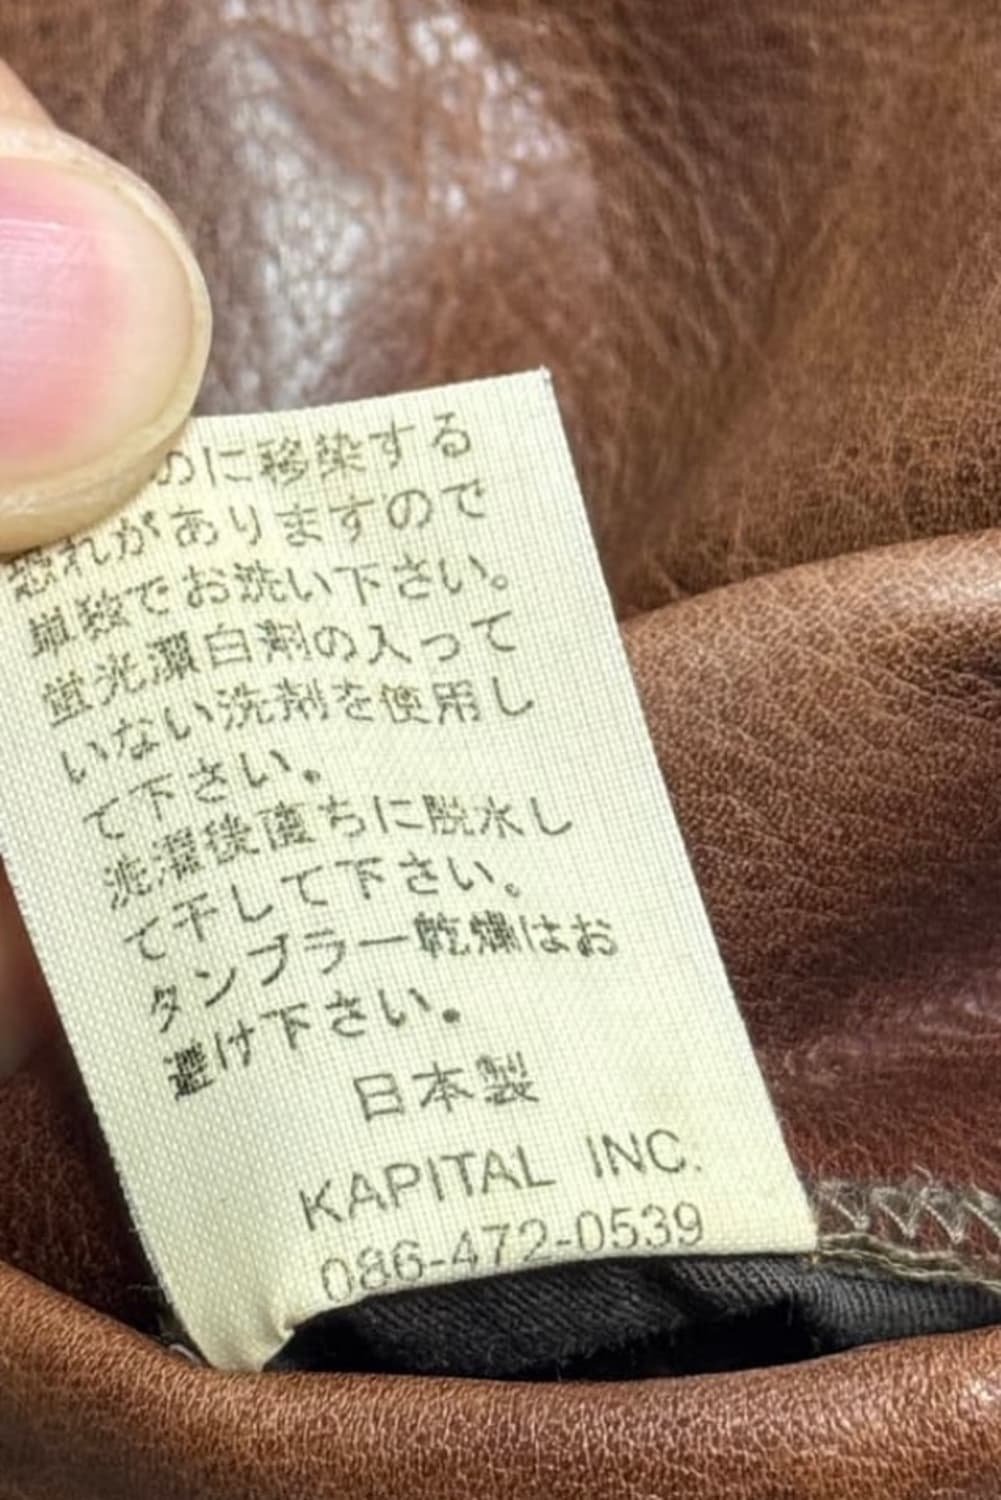 のに移染する
恐れがありますので
単独でお洗い下さい。
蛍光漂白剤の入って
いない洗剤を使用し
て下さい。
洗濯後直ちに脱水し
て干して下さい。
タンブラー乾燥はお
避け下さい。
日本製
KAPITAL INC.
086-472-0539